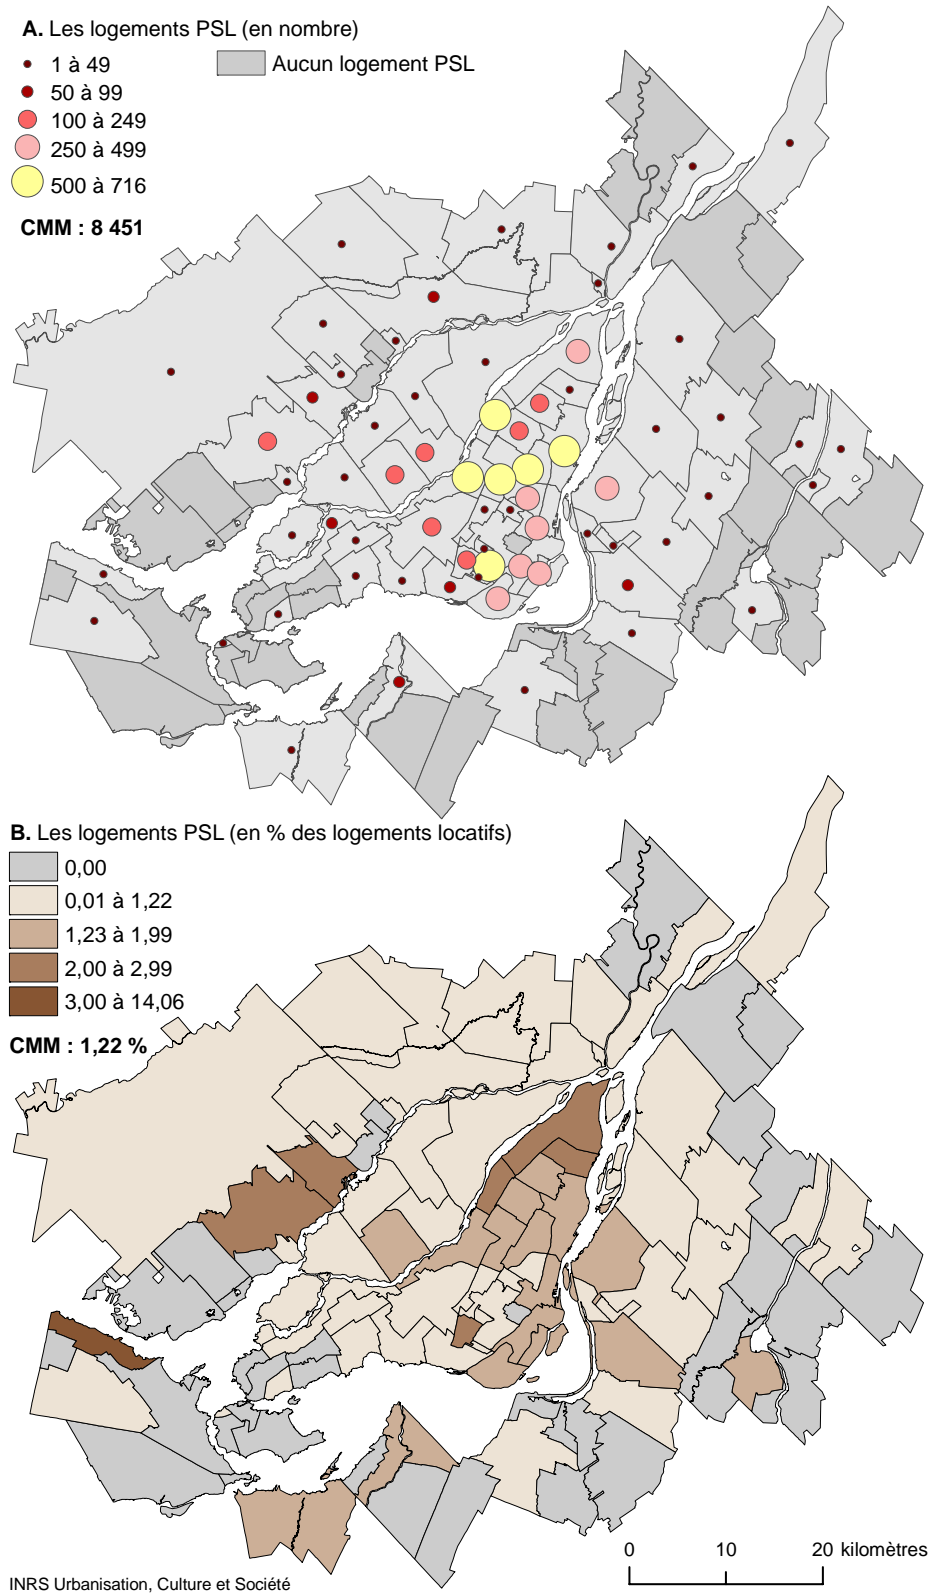 A. Les logements PSL (en nombre)
1 à 49
50 à 99
100 à 249
250 à 499
500 à 716
Aucun logement PSL
CMM : 8 451
B. Les logements PSL (en % des logements locatifs)
0,00
0,01 à 1,22
1,23 à 1,99
2,00 à 2,99
3,00 à 14,06
CMM : 1,22 %
0 10 20 kilomètres
INRS Urbanisation, Culture et Société